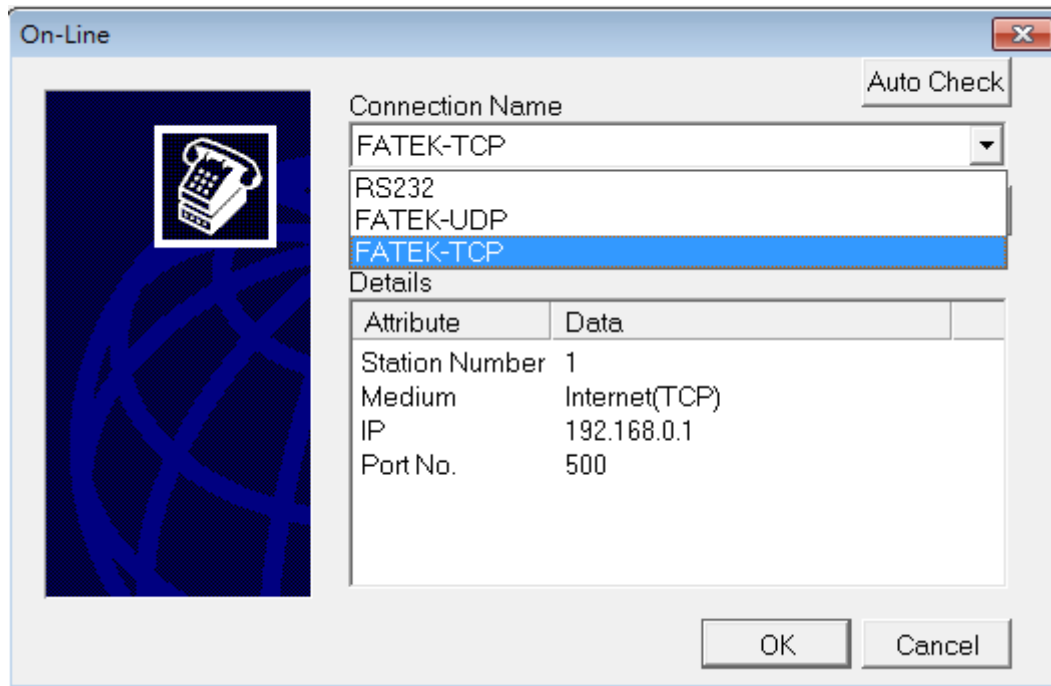 On-Line
Auto Check
Connection Name
FATEK-TCP
RS232
FATEK-UDP
FATEK-TCP
Details
Attribute Data
Station Number 1
Medium Internet(TCP)
IP 192.168.0.1
Port No. 500
OK Cancel